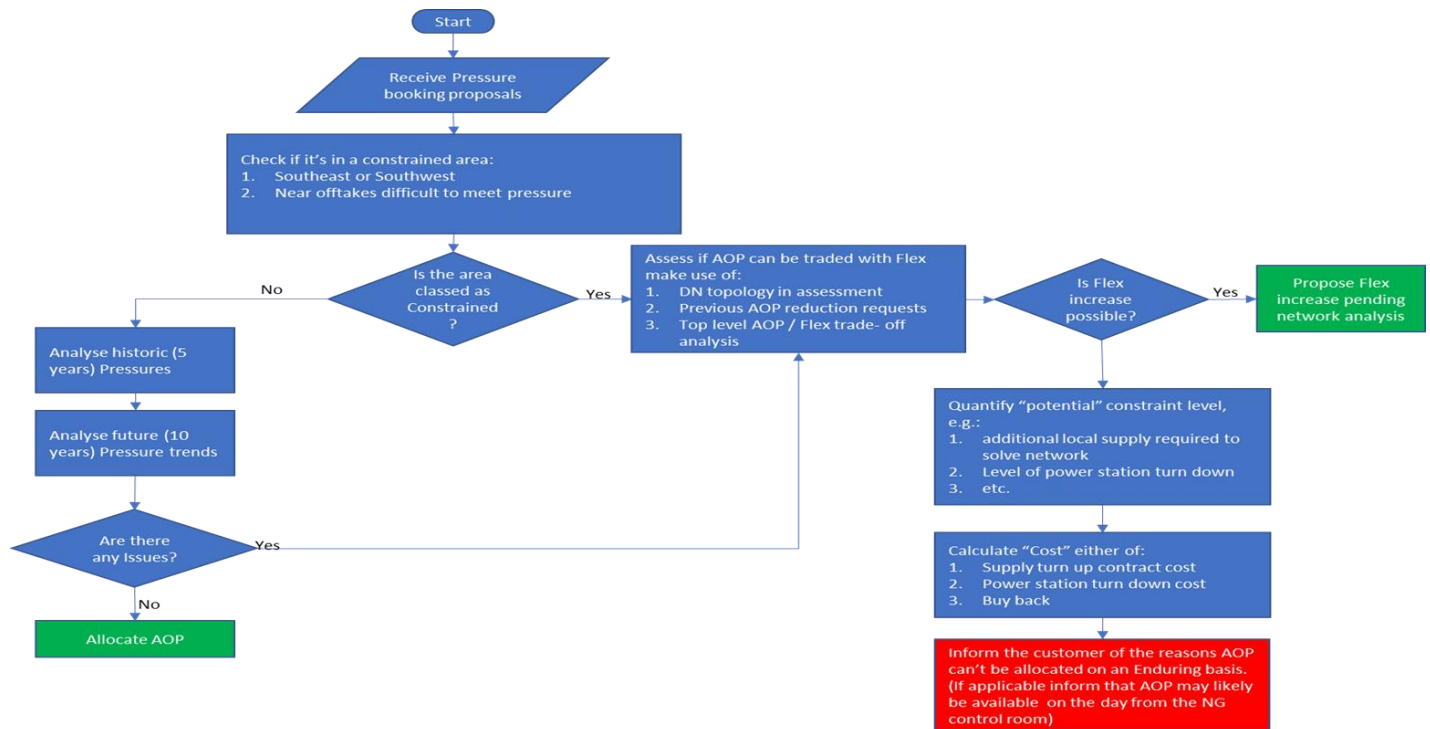 Start
Receive Pressure
booking proposals
Check if it's in a constrained area:
1. Southeast or Southwest
2. Near offtakes difficult to meet pressure
Is the area
classed as
Constrained
?
No
Yes
Analyse historic (5
years) Pressures
Analyse future (10
years) Pressure trends
Are there
any Issues?
Yes
No
Allocate AOP
Assess if AOP can be traded with Flex
make use of:
1. DN topology in assessment
2. Previous AOP reduction requests
3. Top level AOP / Flex trade- off
analysis
Is Flex
increase
possible?
Yes
Propose Flex
increase pending
network analysis
Quantify “potential” constraint level,
e.g.:
1. additional local supply required to
solve network
2. Level of power station turn down
3. etc.
Calculate “Cost” either of:
1. Supply turn up contract cost
2. Power station turn down cost
3. Buy back
Inform the customer of the reasons AOP
can't be allocated on an Enduring basis.
(If applicable inform that AOP may likely
be available on the day from the NG
control room)